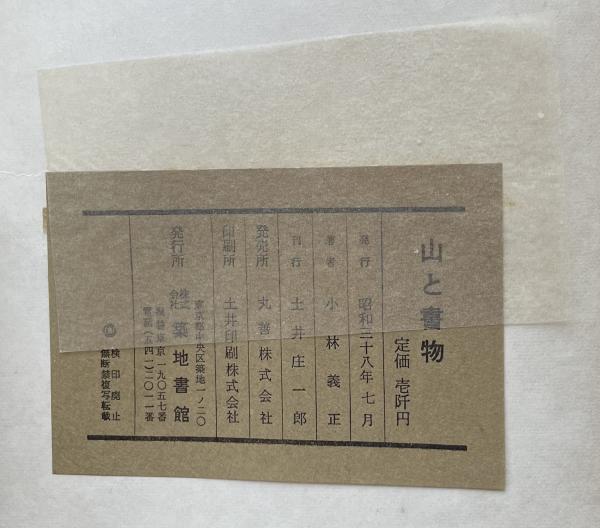 山と書物
定価 壱阡円
発行 昭和三十八年七月
著者 小林義正
刊行 土井庄一郎
発売所 丸善株式会社
印刷所 土井印刷株式会社
東京都中央区築地一ノ二〇
発行所 株式会社 築地書館
振替東京一九〇五七番
電話(五四一)二〇一一番
◎ 検印廃止
無断禁複写転載